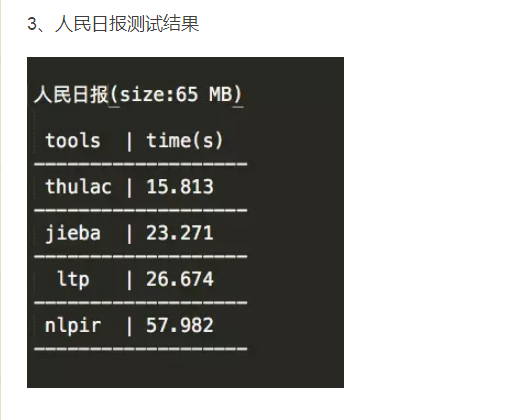 3、人民日报测试结果
人民日报(size:65 MB)
tools | time(s)
thulac | 15.813
jieba | 23.271
ltp | 26.674
nlpir | 57.982